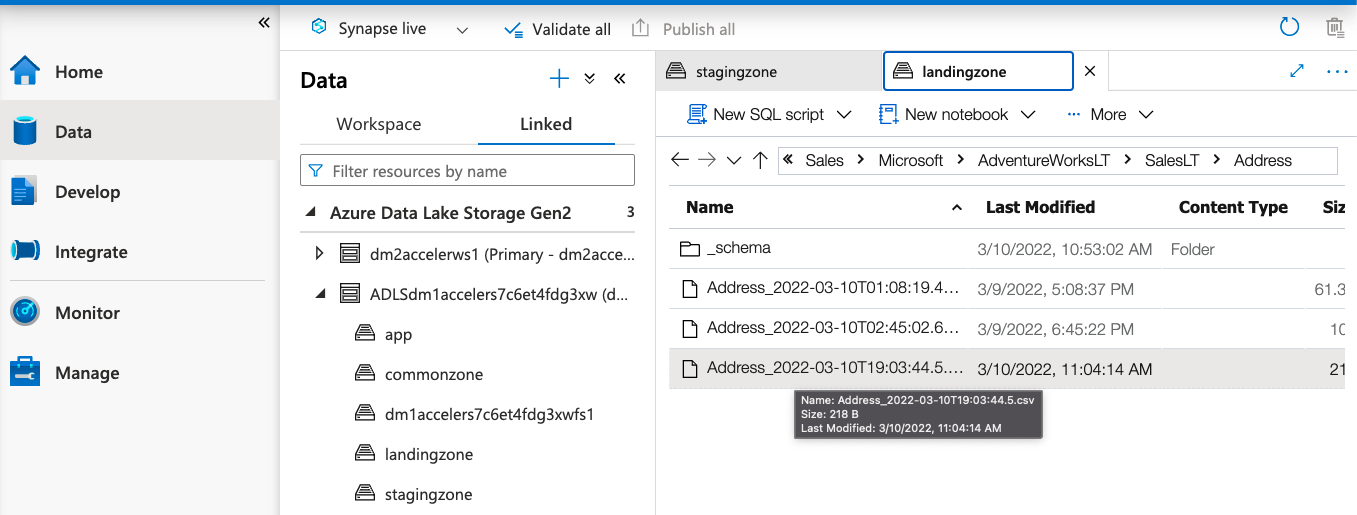 «
Synapse live
Validate all
Publish all
Home
Data
Develop
Integrate
Monitor
Manage
Data
«
Workspace
Linked
Filter resources by name
Azure Data Lake Storage Gen2 3
dm2accelerws1 (Primary - dm2acce...
ADLSdm1accelers7c6et4fdg3xw (d...
app
commonzone
dm1accelers7c6et4fdg3xwfs1
landingzone
stagingzone
stagingzone
landingzone
New SQL script
New notebook
More
« Sales > Microsoft > AdventureWorksLT > SalesLT > Address
Name Last Modified Content Type Siz
_schema 3/10/2022, 10:53:02 AM Folder
Address_2022-03-10T01:08:19.4... 3/9/2022, 5:08:37 PM 61.3
Address_2022-03-10T02:45:02.6... 3/9/2022, 6:45:22 PM 10
Address_2022-03-10T19:03:44.5.... 3/10/2022, 11:04:14 AM 21
Name: Address_2022-03-10T19:03:44.5.csv
Size: 218 B
Last Modified: 3/10/2022, 11:04:14 AM